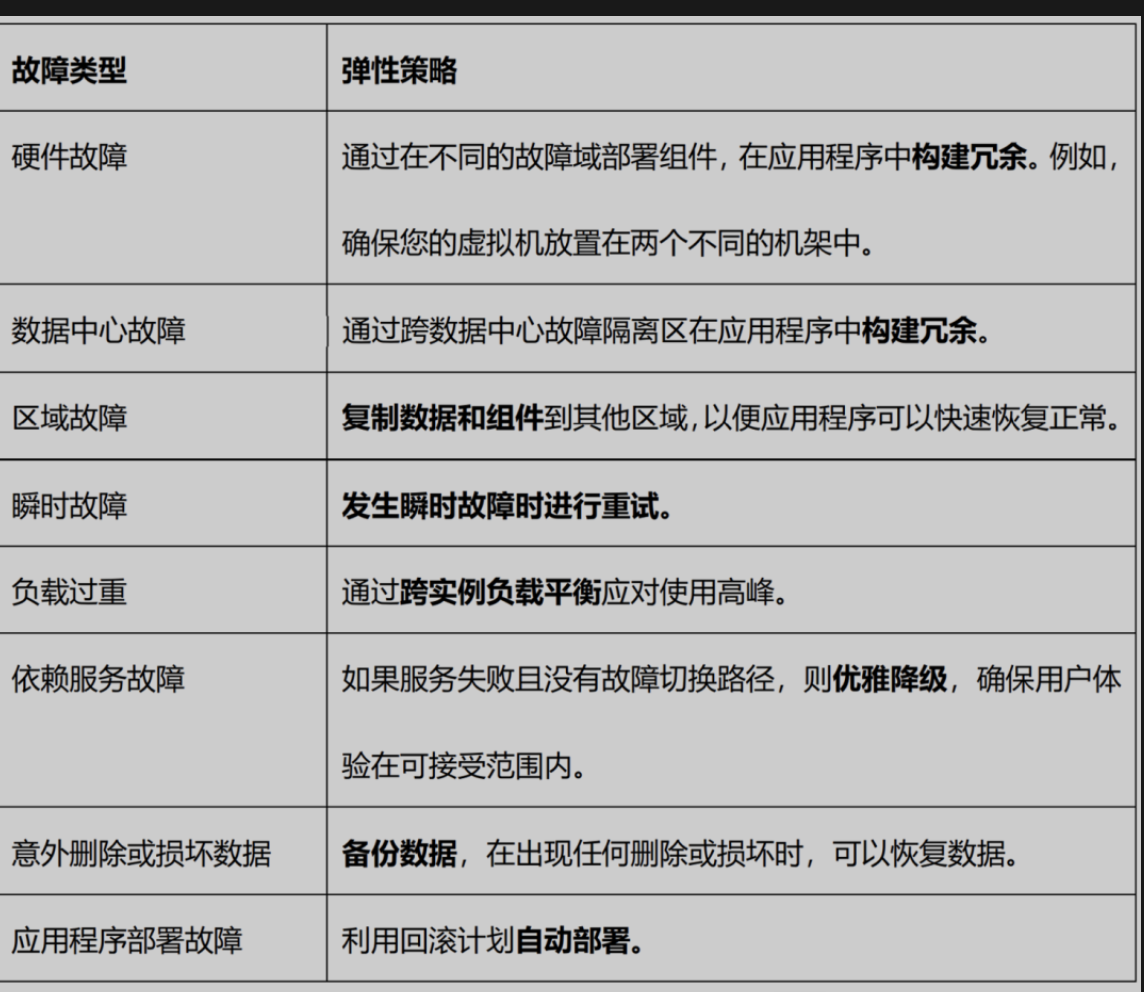 故障类型
弹性策略
硬件故障
通过在不同的故障域部署组件，在应用程序中构建冗余。例如，
确保您的虚拟机放置在两个不同的机架中。
数据中心故障
通过跨数据中心故障隔离区在应用程序中构建冗余。
区域故障
复制数据和组件到其他区域，以便应用程序可以快速恢复正常。
瞬时故障
发生瞬时故障时进行重试。
负载过重
通过跨实例负载平衡应对使用高峰。
依赖服务故障
如果服务失败且没有故障切换路径，则优雅降级，确保用户体
验在可接受范围内。
意外删除或损坏数据
备份数据，在出现任何删除或损坏时，可以恢复数据。
应用程序部署故障
利用回滚计划自动部署。